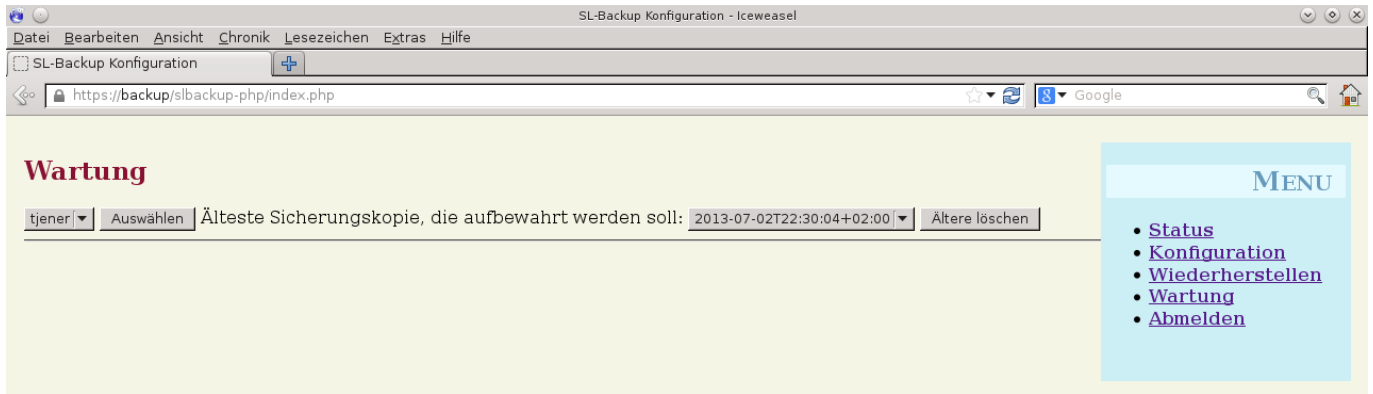 SL-Backup Konfiguration - Iceweasel
Datei Bearbeiten Ansicht Chronik Lesezeichen Extras Hilfe
SL-Backup Konfiguration
https://backup/slbackup-php/index.php
Google
Wartung
tjener Auswählen Älteste Sicherungskopie, die aufbewahrt werden soll: 2013-07-02T22:30:04+02:00 Ältere löschen
MENU
Status
Konfiguration
Wiederherstellen
Wartung
Abmelden